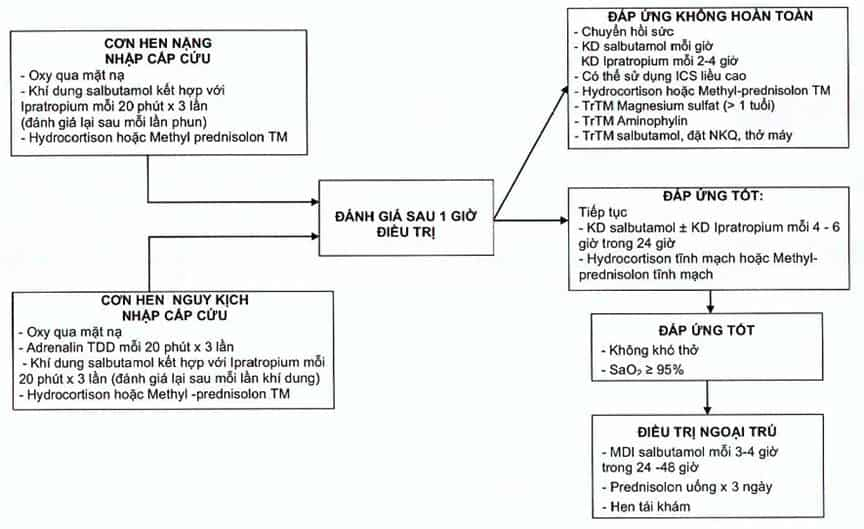 CƠN HEN NẶNG
NHẬP CẤP CỨU
- Oxy qua mặt nạ
- Khí dung salbutamol kết hợp với
Ipratropium mỗi 20 phút x 3 lần
(đánh giá lại sau mỗi lần phun)
- Hydrocortison hoặc Methyl prednisolon TM
CƠN HEN NGUY KỊCH
NHẬP CẤP CỨU
- Oxy qua mặt nạ
- Adrenalin TDD mỗi 20 phút x 3 lần
- Khí dung salbutamol kết hợp với Ipratropium mỗi
20 phút x 3 lần (đánh giá lại sau mỗi lần khí dung)
- Hydrocortison hoặc Methyl -prednisolon TM
ĐÁNH GIÁ SAU 1 GIỜ
ĐIỀU TRỊ
ĐÁP ỨNG KHÔNG HOÀN TOÀN
- Chuyển hồi sức
- KD salbutamol mỗi giờ
KD Ipratropium mỗi 2-4 giờ
- Có thể sử dụng ICS liều cao
- Hydrocortison hoặc Methyl-prednisolon TM
- TrTM Magnesium sulfat (> 1 tuổi)
- TrTM Aminophylin
- TrTM salbutamol, đặt NKQ, thở máy
ĐÁP ỨNG TỐT:
Tiếp tục
- KD salbutamol ± KD Ipratropium mỗi 4 - 6
giờ trong 24 giờ
- Hydrocortison tĩnh mạch hoặc Methyl-
prednisolon tĩnh mạch
ĐÁP ỨNG TỐT
- Không khó thở
- SaO₂ ≥ 95%
ĐIỀU TRỊ NGOẠI TRÚ
- MDI salbutamol mỗi 3-4 giờ
trong 24 -48 giờ
- Prednisolon uống x 3 ngày
- Hẹn tái khám